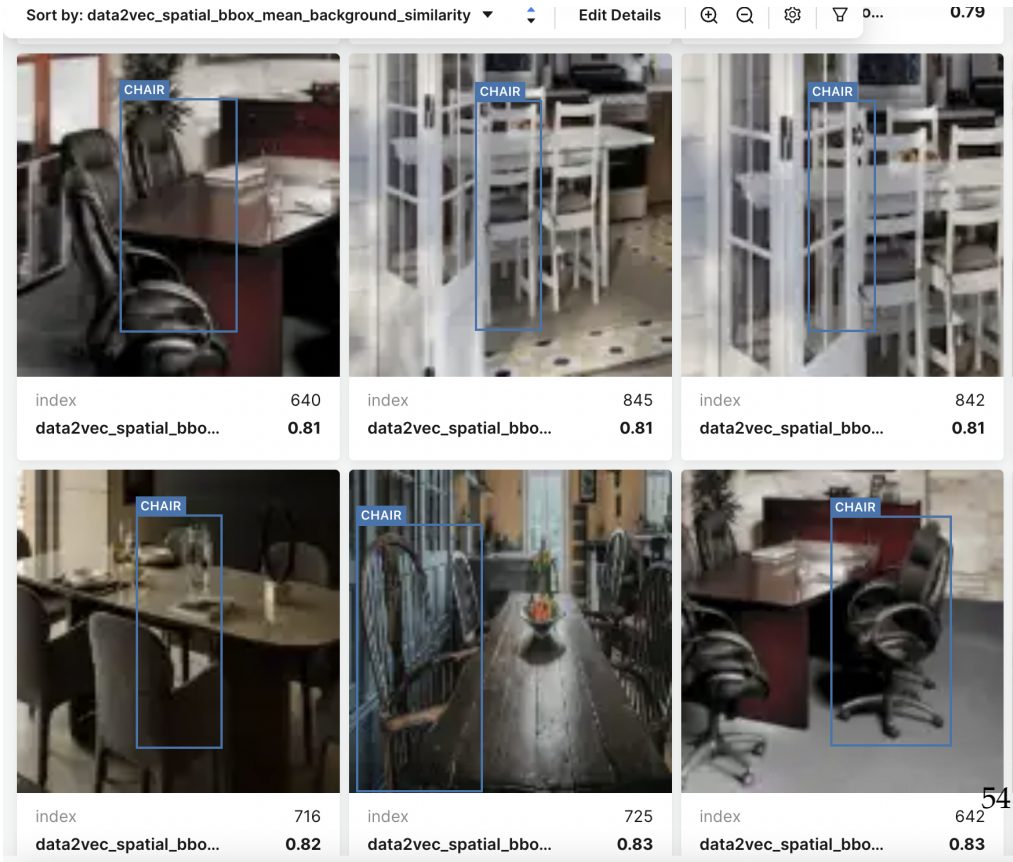 Sort by: data2vec_spatial_bbox_mean_background_similarity Edit Details o... 0.79
CHAIR CHAIR CHAIR
index 640 index 845 index 842
data2vec_spatial_bbo... 0.81 data2vec_spatial_bbo... 0.81 data2vec_spatial_bbo... 0.81
CHAIR CHAIR CHAIR
54
index 716 index 725 index 642
data2vec_spatial_bbo... 0.82 data2vec_spatial_bbo... 0.83 data2vec_spatial_bbo... 0.83